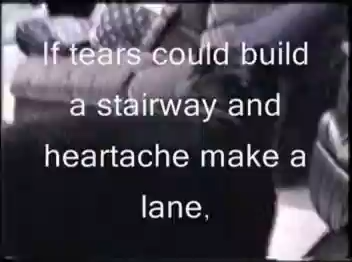 If tears could build
a stairway and
heartache make a
lane,